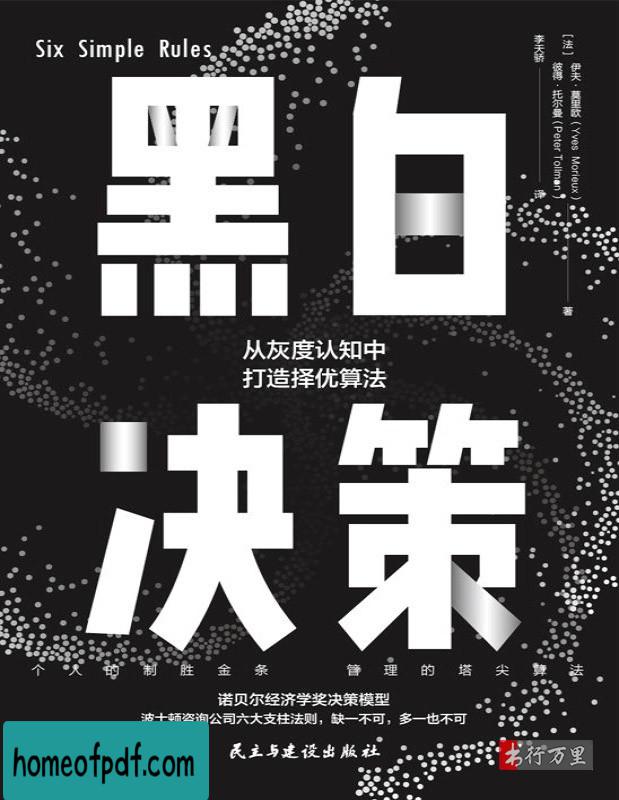 Six Simple Rules
[法] 伊夫·莫里欧 (Yves Morieux)
彼得·托尔曼 (Peter Tollman) 著
李天骄 译
黑白
从灰度认知中
打造择优算法
决策
个人的制胜金条 管理的塔尖算法
诺贝尔经济学奖决策模型
波士顿咨询公司六大支柱法则，缺一不可，多一也不可
民主与建设出版社
书行万里
homeofpdf.com